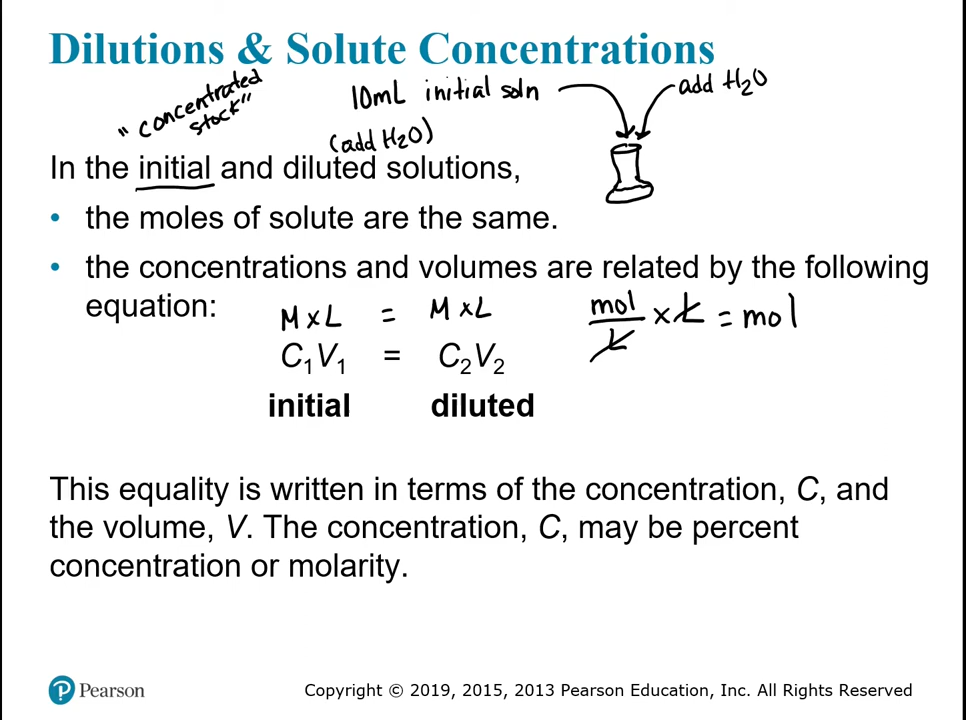 Dilutions & Solute Concentrations
"concentrated
stock"
10mL initial soln
add H2O
(add H2O)
In the initial and diluted solutions,
• the moles of solute are the same.
• the concentrations and volumes are related by the following
equation:
M x L = M x L
mol/L x L = mol
C1V1 = C2V2
initial diluted
This equality is written in terms of the concentration, C, and
the volume, V. The concentration, C, may be percent
concentration or molarity.
P Pearson
Copyright © 2019, 2015, 2013 Pearson Education, Inc. All Rights Reserved